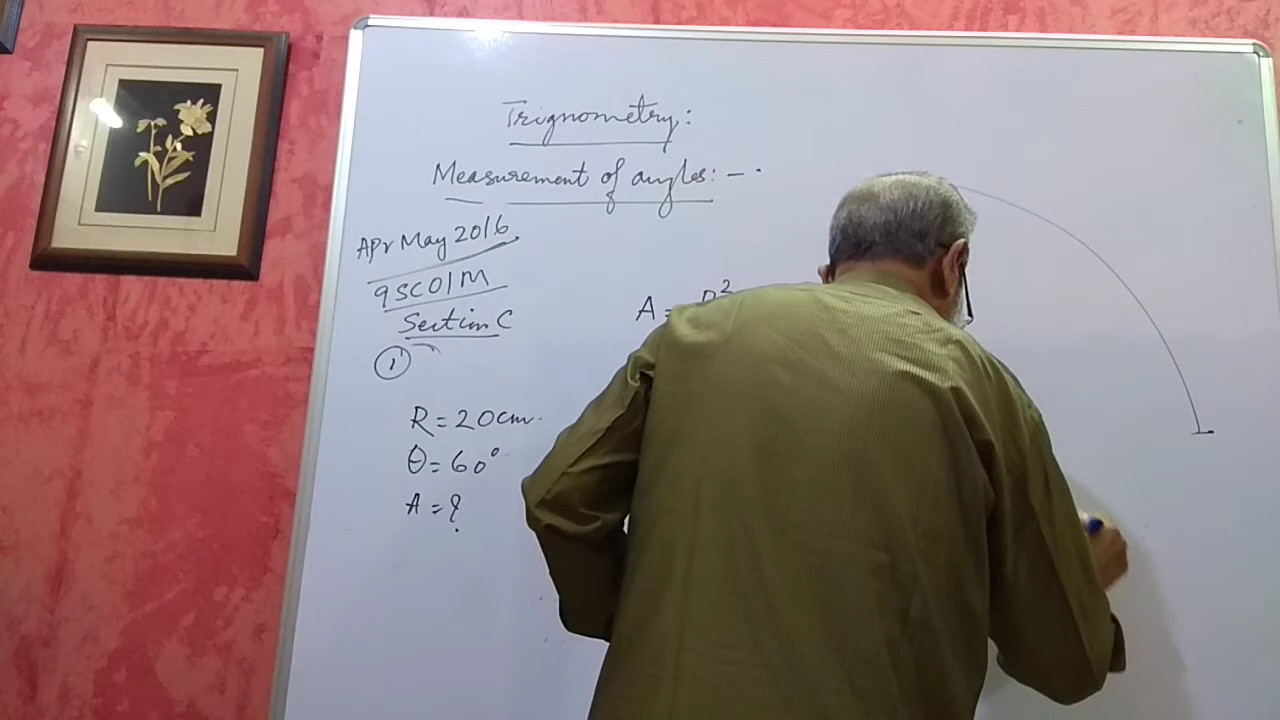 Trignometry:
Measurement of angles: – .
Apr May 2016
9SC01M
Section C
1
R = 20cm.
θ = 60°
A = ?
A = R²